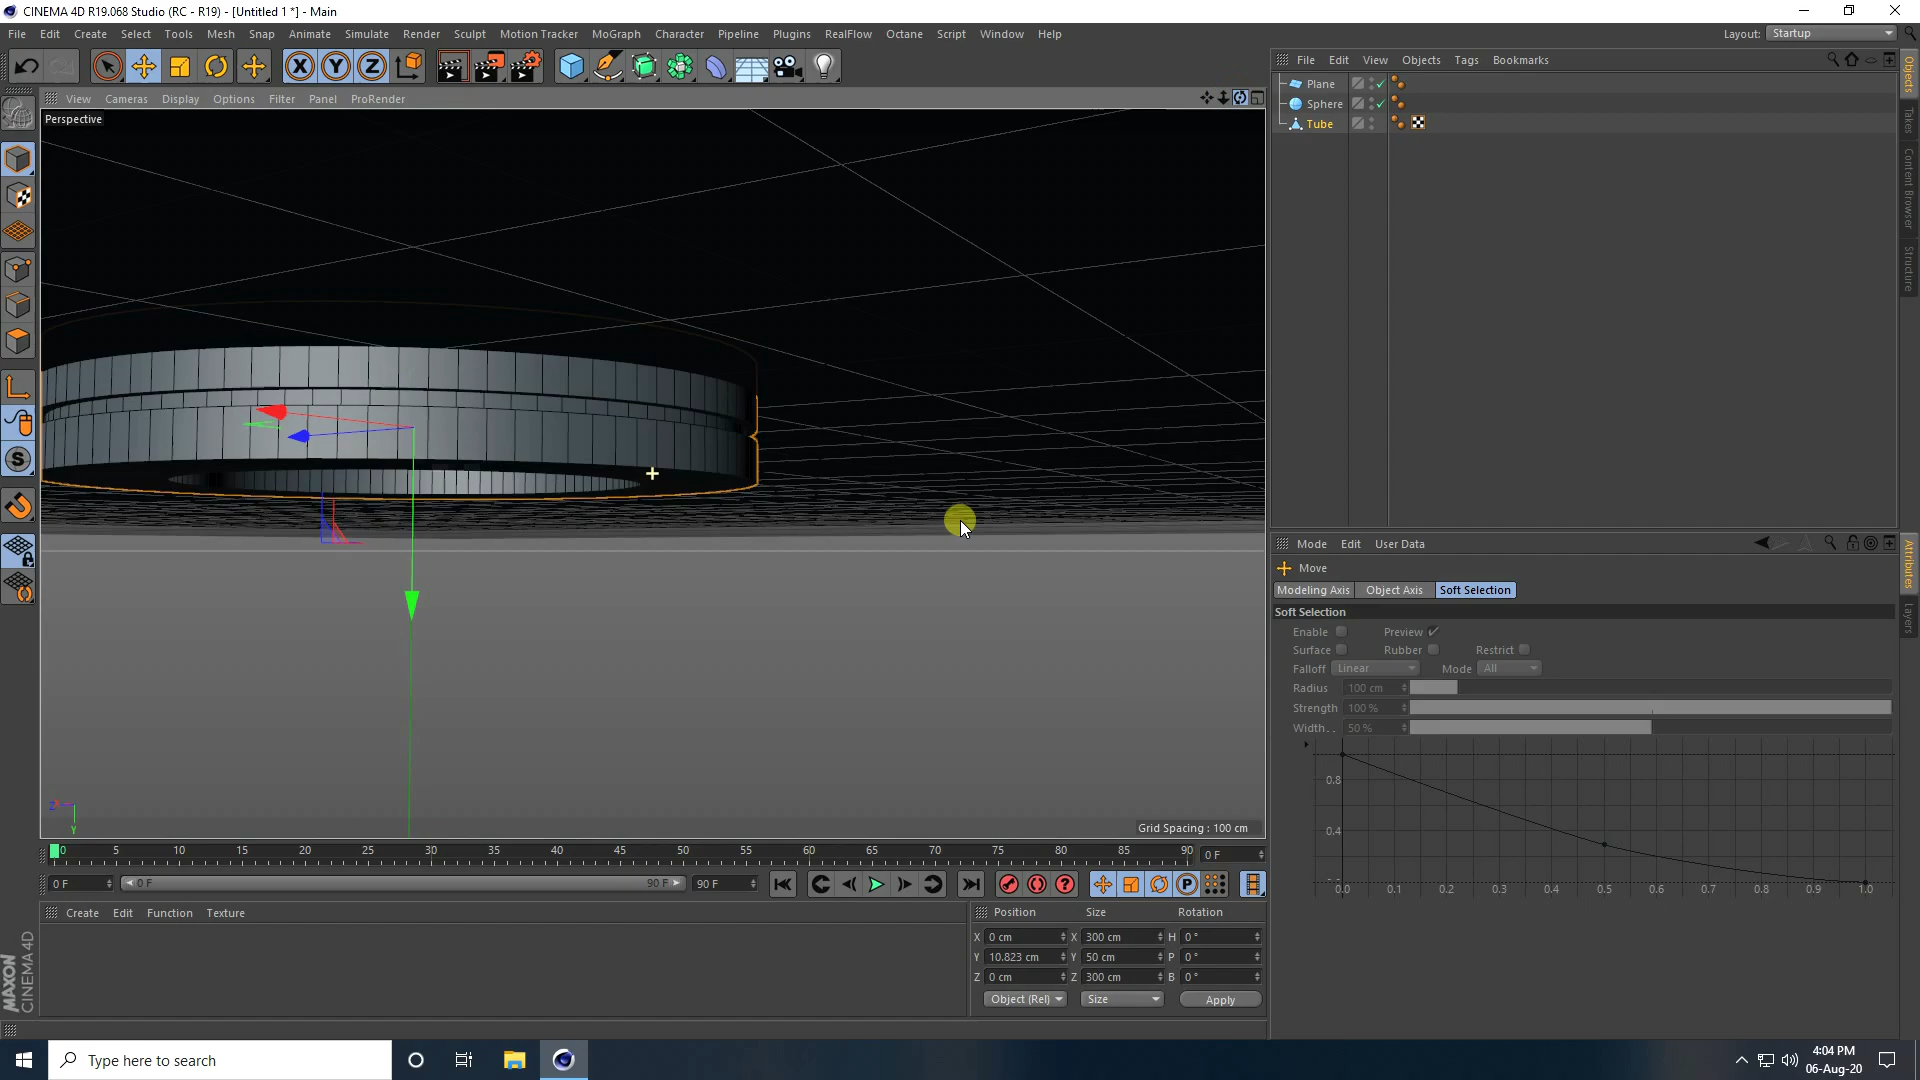 CINEMA 4D R19.068 Studio (RC - R19) - [Untitled 1 *] - Main
File Edit Create Select Tools Mesh Snap Animate Simulate Render Sculpt Motion Tracker MoGraph Character Pipeline Plugins RealFlow Octane Script Window Help
Layout: Startup
View Cameras Display Options Filter Panel ProRender
Perspective
Grid Spacing : 100 cm
File Edit View Objects Tags Bookmarks
Plane
Sphere
Tube
Objects
Takes
Content Browser
Structure
Mode Edit User Data
Move
Modeling Axis Object Axis Soft Selection
Soft Selection
Enable Preview
Surface Rubber Restrict
Falloff Linear Mode All
Radius 100 cm
Strength 100 %
Width.. 50 %
0.8
0.4
0.0 0.1 0.2 0.3 0.4 0.5 0.6 0.7 0.8 0.9 1.0
Attributes
Layers
0 5 10 15 20 25 30 35 40 45 50 55 60 65 70 75 80 85 90 0 F
0 F 0 F 90 F 90 F
Create Edit Function Texture
Position Size Rotation
X 0 cm X 300 cm H 0 °
Y 10.823 cm Y 50 cm P 0 °
Z 0 cm Z 300 cm B 0 °
Object (Rel) Size Apply
MAXON
CINEMA 4D
Type here to search
4:04 PM
06-Aug-20